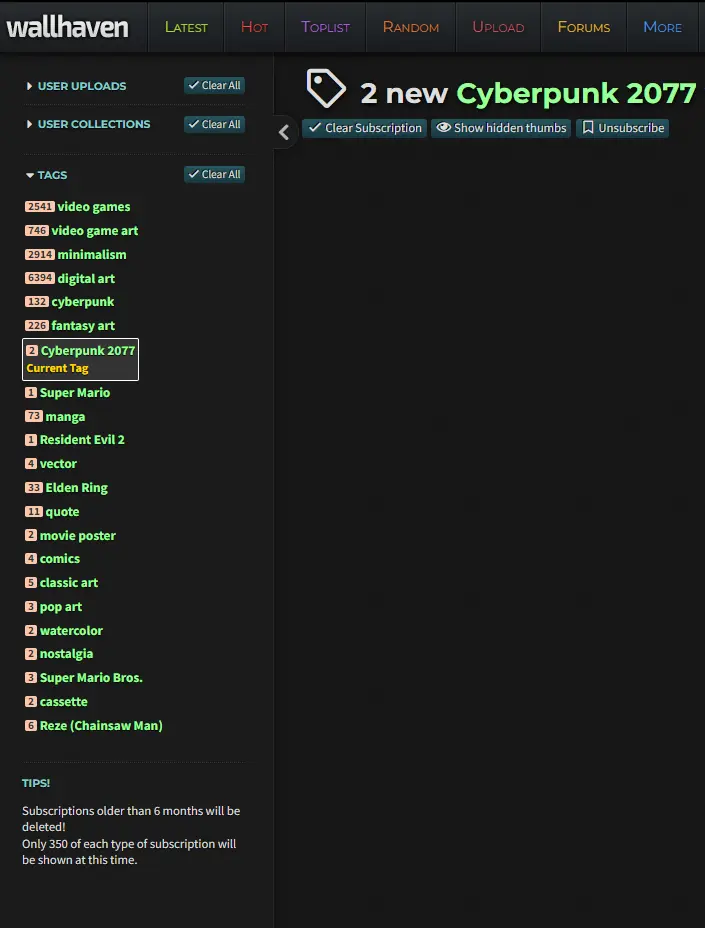 wallhaven
Latest
Hot
Toplist
Random
Upload
Forums
More
USER UPLOADS
Clear All
USER COLLECTIONS
Clear All
TAGS
Clear All
2541 video games
746 video game art
2914 minimalism
6394 digital art
132 cyberpunk
226 fantasy art
2 Cyberpunk 2077
Current Tag
1 Super Mario
73 manga
1 Resident Evil 2
4 vector
33 Elden Ring
11 quote
2 movie poster
4 comics
5 classic art
3 pop art
2 watercolor
2 nostalgia
3 Super Mario Bros.
2 cassette
6 Reze (Chainsaw Man)
TIPS!
Subscriptions older than 6 months will be
deleted!
Only 350 of each type of subscription will
be shown at this time.
2 new Cyberpunk 2077
Clear Subscription
Show hidden thumbs
Unsubscribe